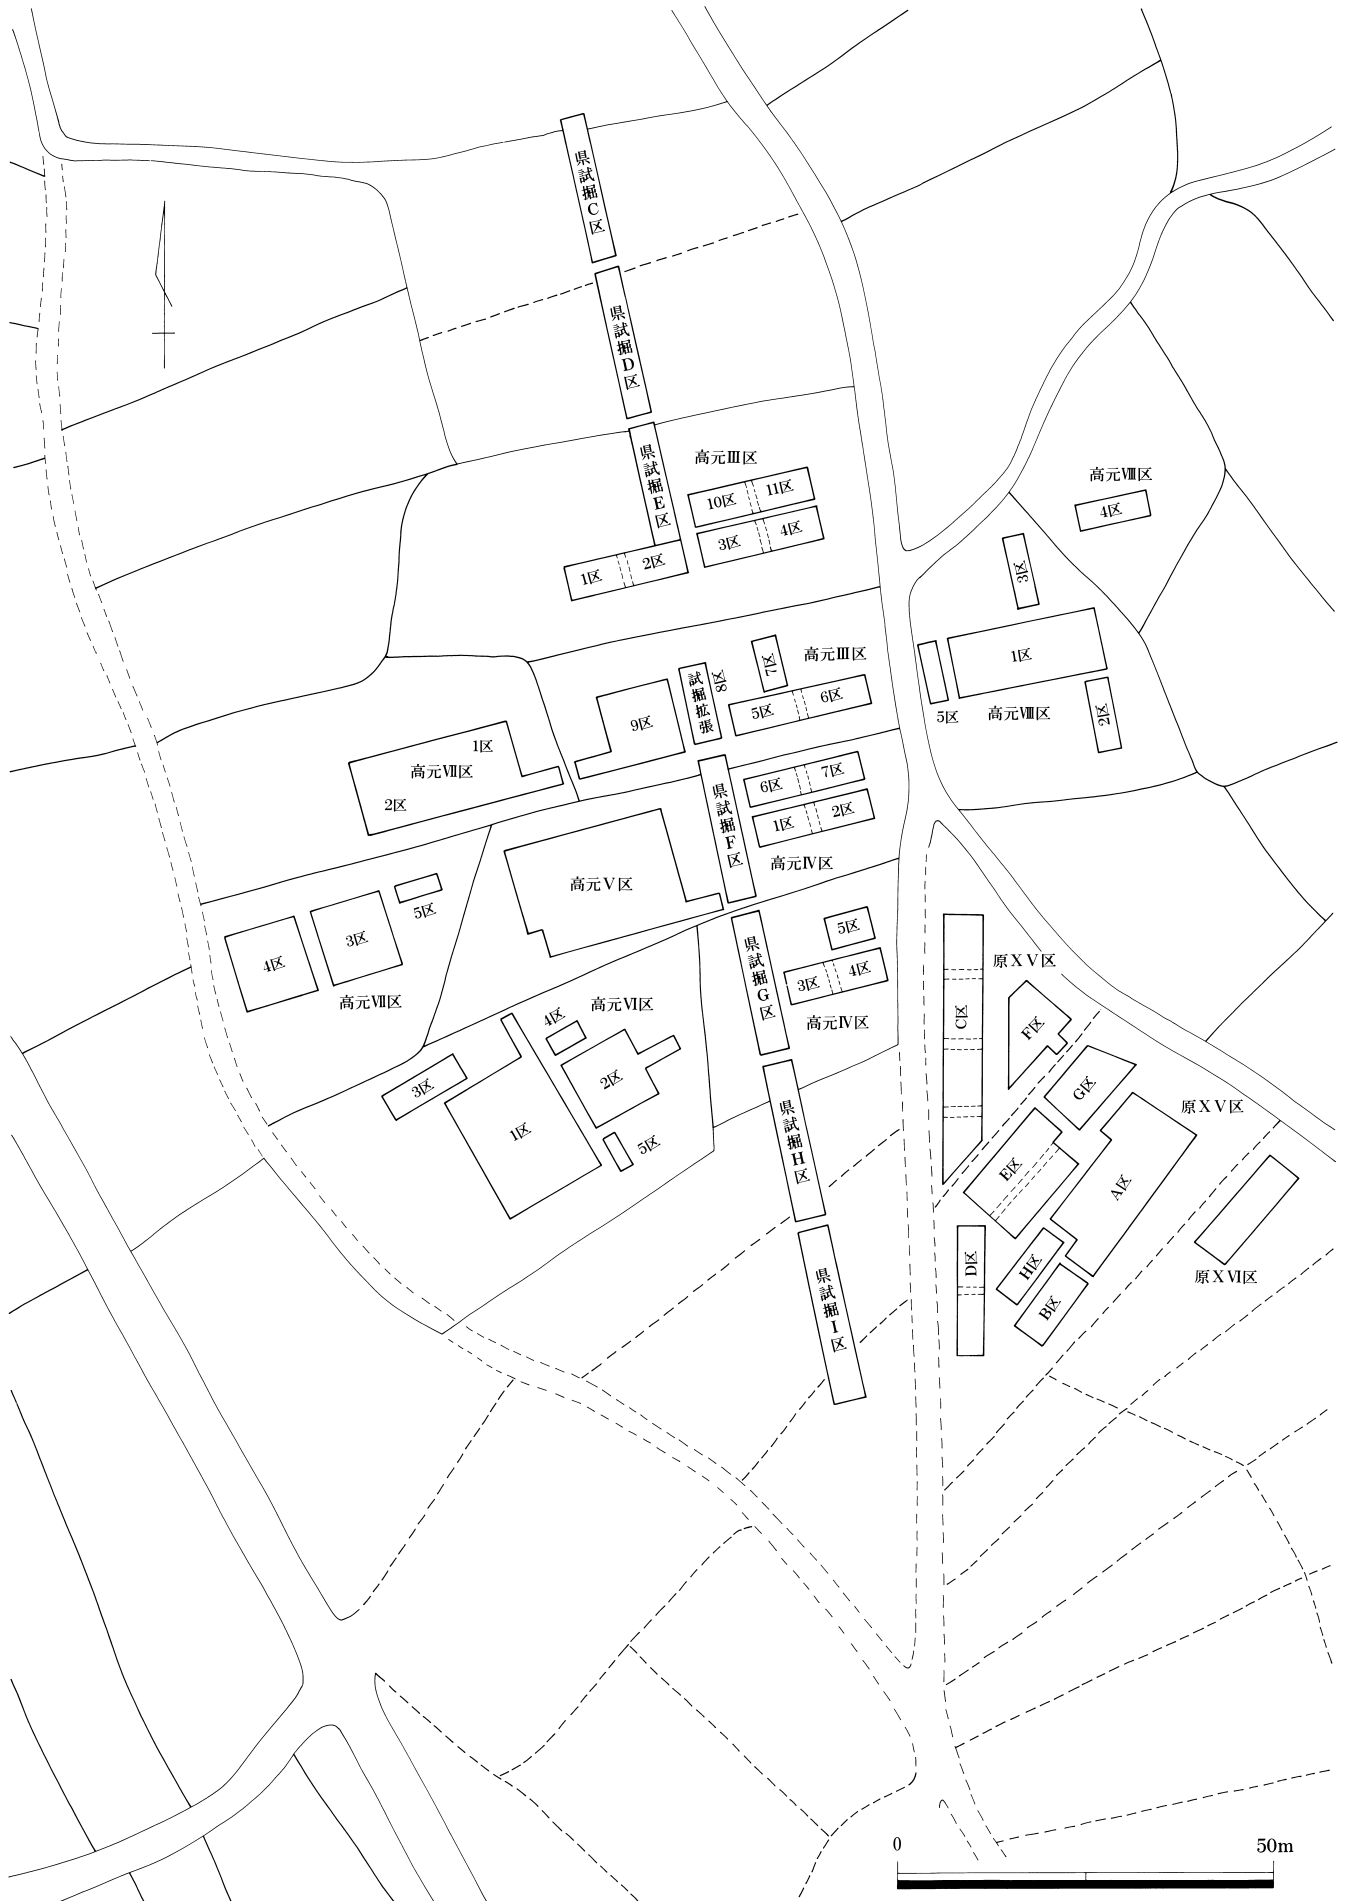 県試掘C区
県試掘D区
県試掘E区
高元Ⅲ区
10区
11区
3区
4区
1区
2区
高元Ⅷ区
4区
3区
1区
5区
高元Ⅷ区
2区
高元Ⅲ区
7区
8区
試掘拡張
9区
5区
6区
1区
高元Ⅶ区
2区
県試掘F区
6区
7区
1区
2区
高元Ⅳ区
高元Ⅴ区
5区
3区
4区
高元Ⅶ区
県試掘G区
5区
3区
4区
高元Ⅳ区
高元Ⅵ区
4区
3区
2区
1区
5区
県試掘H区
県試掘I区
原ⅩⅤ区
C区
F区
G区
原ⅩⅤ区
E区
A区
D区
H区
B区
原ⅩⅥ区
0
50m